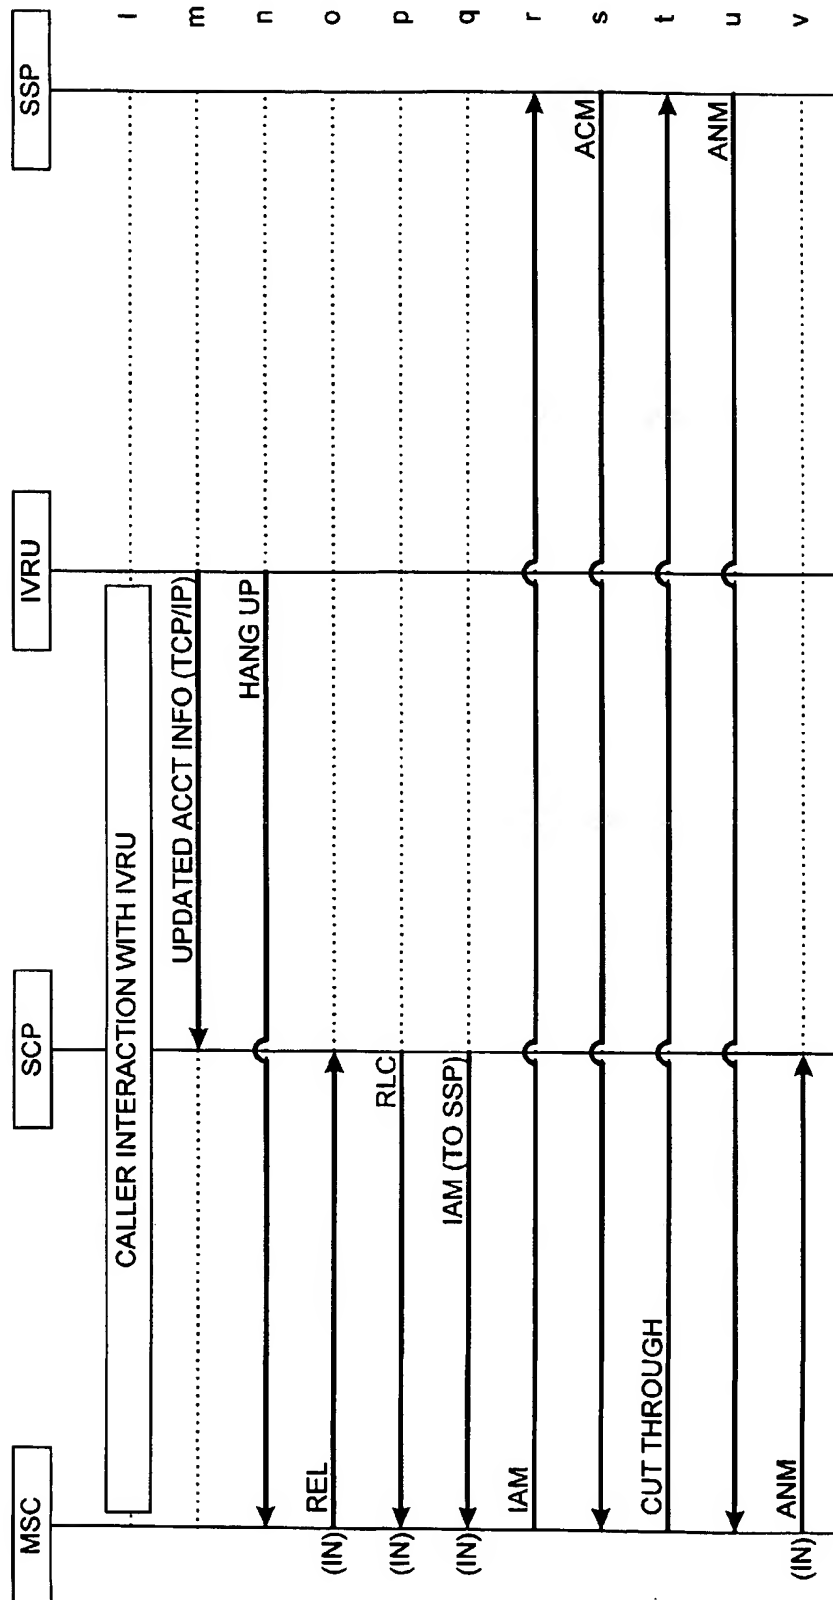 MSC
SCP
IVRU
SSP
CALLER INTERACTION WITH IVRU
l
UPDATED ACCT INFO (TCP/IP)
m
HANG UP
n
(IN)
REL
o
(IN)
RLC
p
(IN)
IAM (TO SSP)
q
IAM
r
ACM
s
CUT THROUGH
t
ANM
u
(IN)
ANM
v